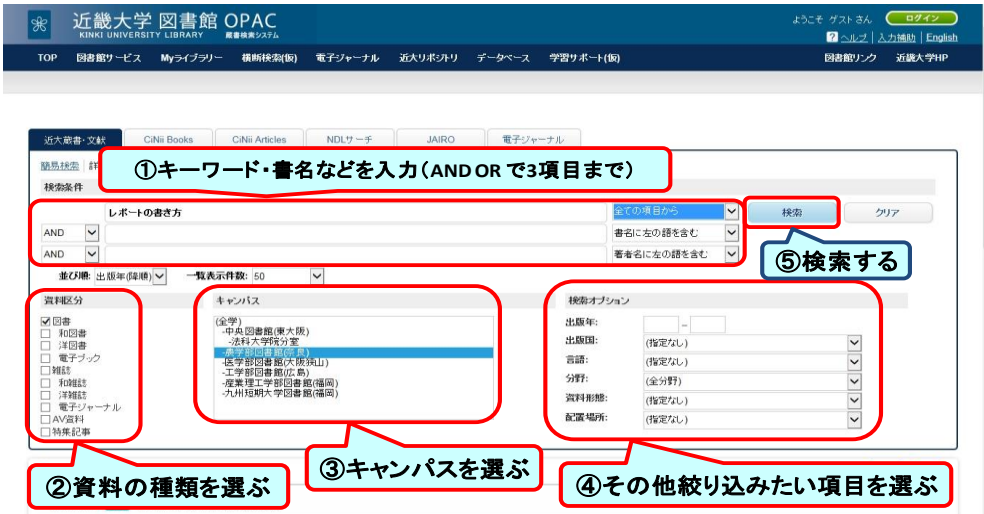 近畿大学 図書館 OPAC
KINKI UNIVERSITY LIBRARY 蔵書検索システム
ようこそ ゲスト さん ログイン
? ヘルプ | 入力補助 | English
TOP 図書館サービス Myライブラリー 横断検索(仮) 電子ジャーナル 近大リポジトリ データベース 学習サポート(仮) 図書館リンク 近畿大学HP
近大蔵書・文献 CiNii Books CiNii Articles NDLサーチ JAIRO 電子ジャーナル
簡易検索 詳
①キーワード・書名などを入力（AND OR で3項目まで）
検索条件
レポートの書き方 全ての項目から 検索 クリア
AND 書名に左の語を含む
AND 著者名に左の語を含む
⑤検索する
並び順: 出版年(降順) 一覧表示件数: 50
資料区分 キャンパス 検索オプション
図書
和図書
洋図書
電子ブック
雑誌
和雑誌
洋雑誌
電子ジャーナル
AV資料
特集記事
(全学)
-中央図書館(東大阪)
-法科大学院分室
-農学部図書館(奈良)
-医学部図書館(大阪狭山)
-工学部図書館(広島)
-産業理工学部図書館(福岡)
-九州短期大学図書館(福岡)
出版年: -
出版国: (指定なし)
言語: (指定なし)
分野: (全分野)
資料形態: (指定なし)
配置場所: (指定なし)
②資料の種類を選ぶ
③キャンパスを選ぶ
④その他絞り込みたい項目を選ぶ